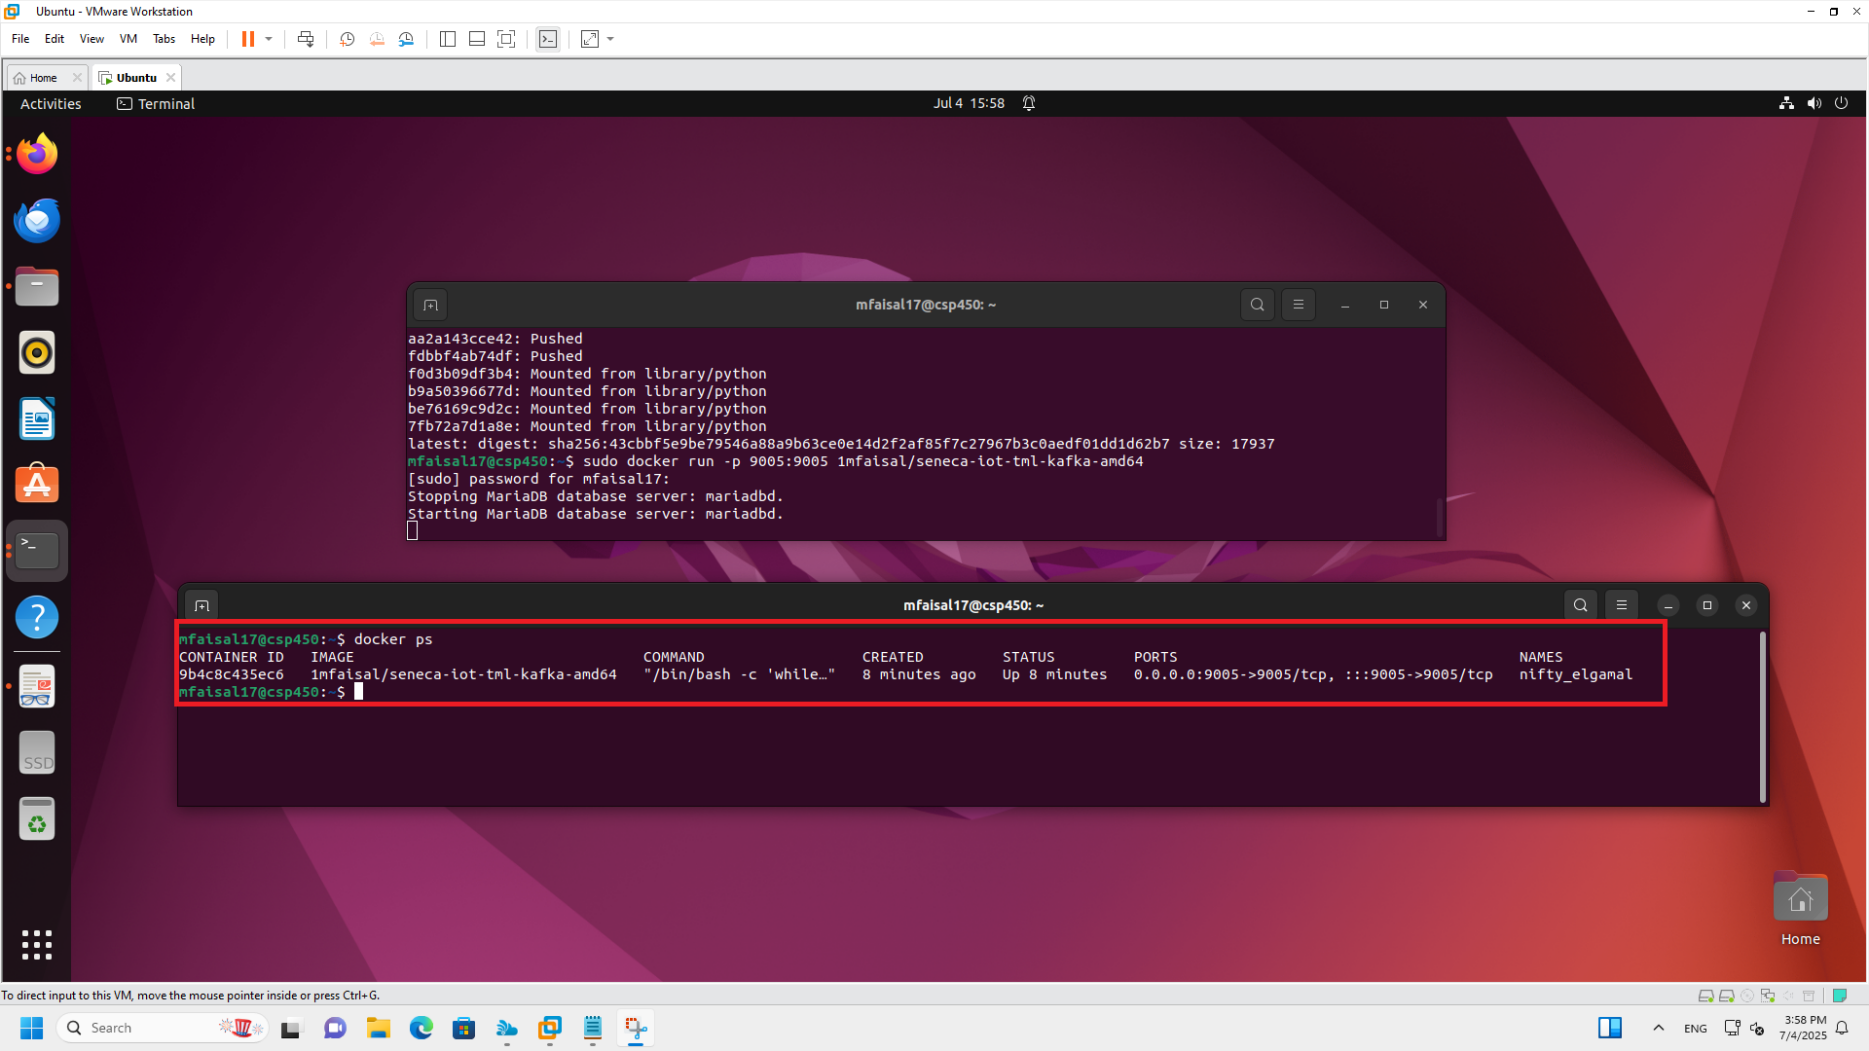 Ubuntu - VMware Workstation
File Edit View VM Tabs Help
Home Ubuntu
Activities Terminal Jul 4 15:58
mfaisal17@csp450: ~
aa2a143cce42: Pushed
fdbbf4ab74df: Pushed
f0d3b09df3b4: Mounted from library/python
b9a50396677d: Mounted from library/python
be76169c9d2c: Mounted from library/python
7fb72a7d1a8e: Mounted from library/python
latest: digest: sha256:43cbbf5e9be79546a88a9b63ce0e14d2f2af85f7c27967b3c0aedf01dd1d62b7 size: 17937
mfaisal17@csp450:~$ sudo docker run -p 9005:9005 1mfaisal/seneca-iot-tml-kafka-amd64
[sudo] password for mfaisal17:
Stopping MariaDB database server: mariadbd.
Starting MariaDB database server: mariadbd.
mfaisal17@csp450: ~
mfaisal17@csp450:~$ docker ps
CONTAINER ID IMAGE COMMAND CREATED STATUS PORTS NAMES
9b4c8c435ec6 1mfaisal/seneca-iot-tml-kafka-amd64 "/bin/bash -c 'while…" 8 minutes ago Up 8 minutes 0.0.0.0:9005->9005/tcp, :::9005->9005/tcp nifty_elgamal
mfaisal17@csp450:~$
SSD
Home
To direct input to this VM, move the mouse pointer inside or press Ctrl+G.
Search
ENG
3:58 PM
7/4/2025